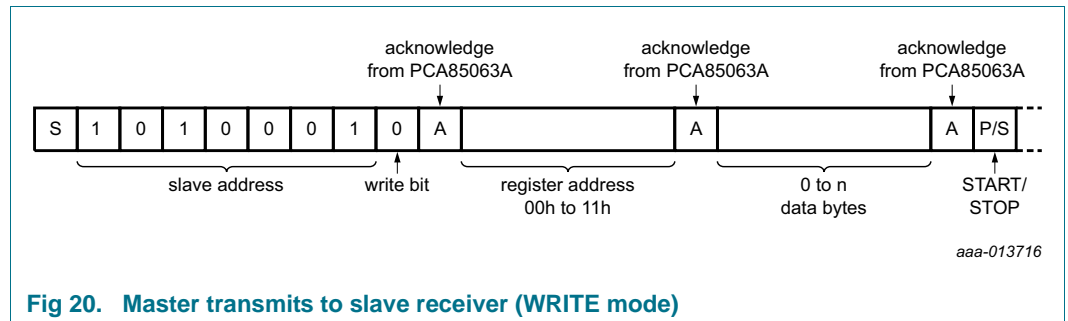 acknowledge acknowledge acknowledge
from PCA85063A from PCA85063A from PCA85063A
S 1 0 1 0 0 0 1 0 A A A P/S
slave address write bit register address 0 to n START/
00h to 11h data bytes STOP
aaa-013716
Fig 20. Master transmits to slave receiver (WRITE mode)